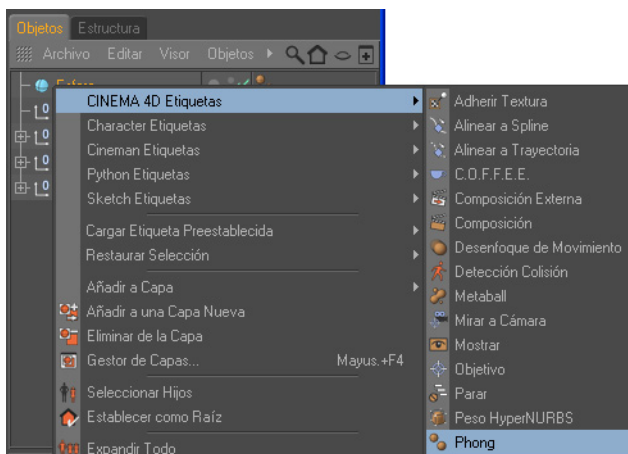 Objetos Estructura
Archivo Editar Visor Objetos
Esfera
CINEMA 4D Etiquetas
Character Etiquetas
Cineman Etiquetas
Python Etiquetas
Sketch Etiquetas
Cargar Etiqueta Preestablecida
Restaurar Selección
Añadir a Capa
Añadir a una Capa Nueva
Eliminar de la Capa
Gestor de Capas... Mayus.+F4
Seleccionar Hijos
Establecer como Raíz
Expandir Todo
Adherir Textura
Alinear a Spline
Alinear a Trayectoria
C.O.F.F.E.E.
Composición Externa
Composición
Desenfoque de Movimiento
Detección Colisión
Metaball
Mirar a Cámara
Mostrar
Objetivo
Parar
Peso HyperNURBS
Phong